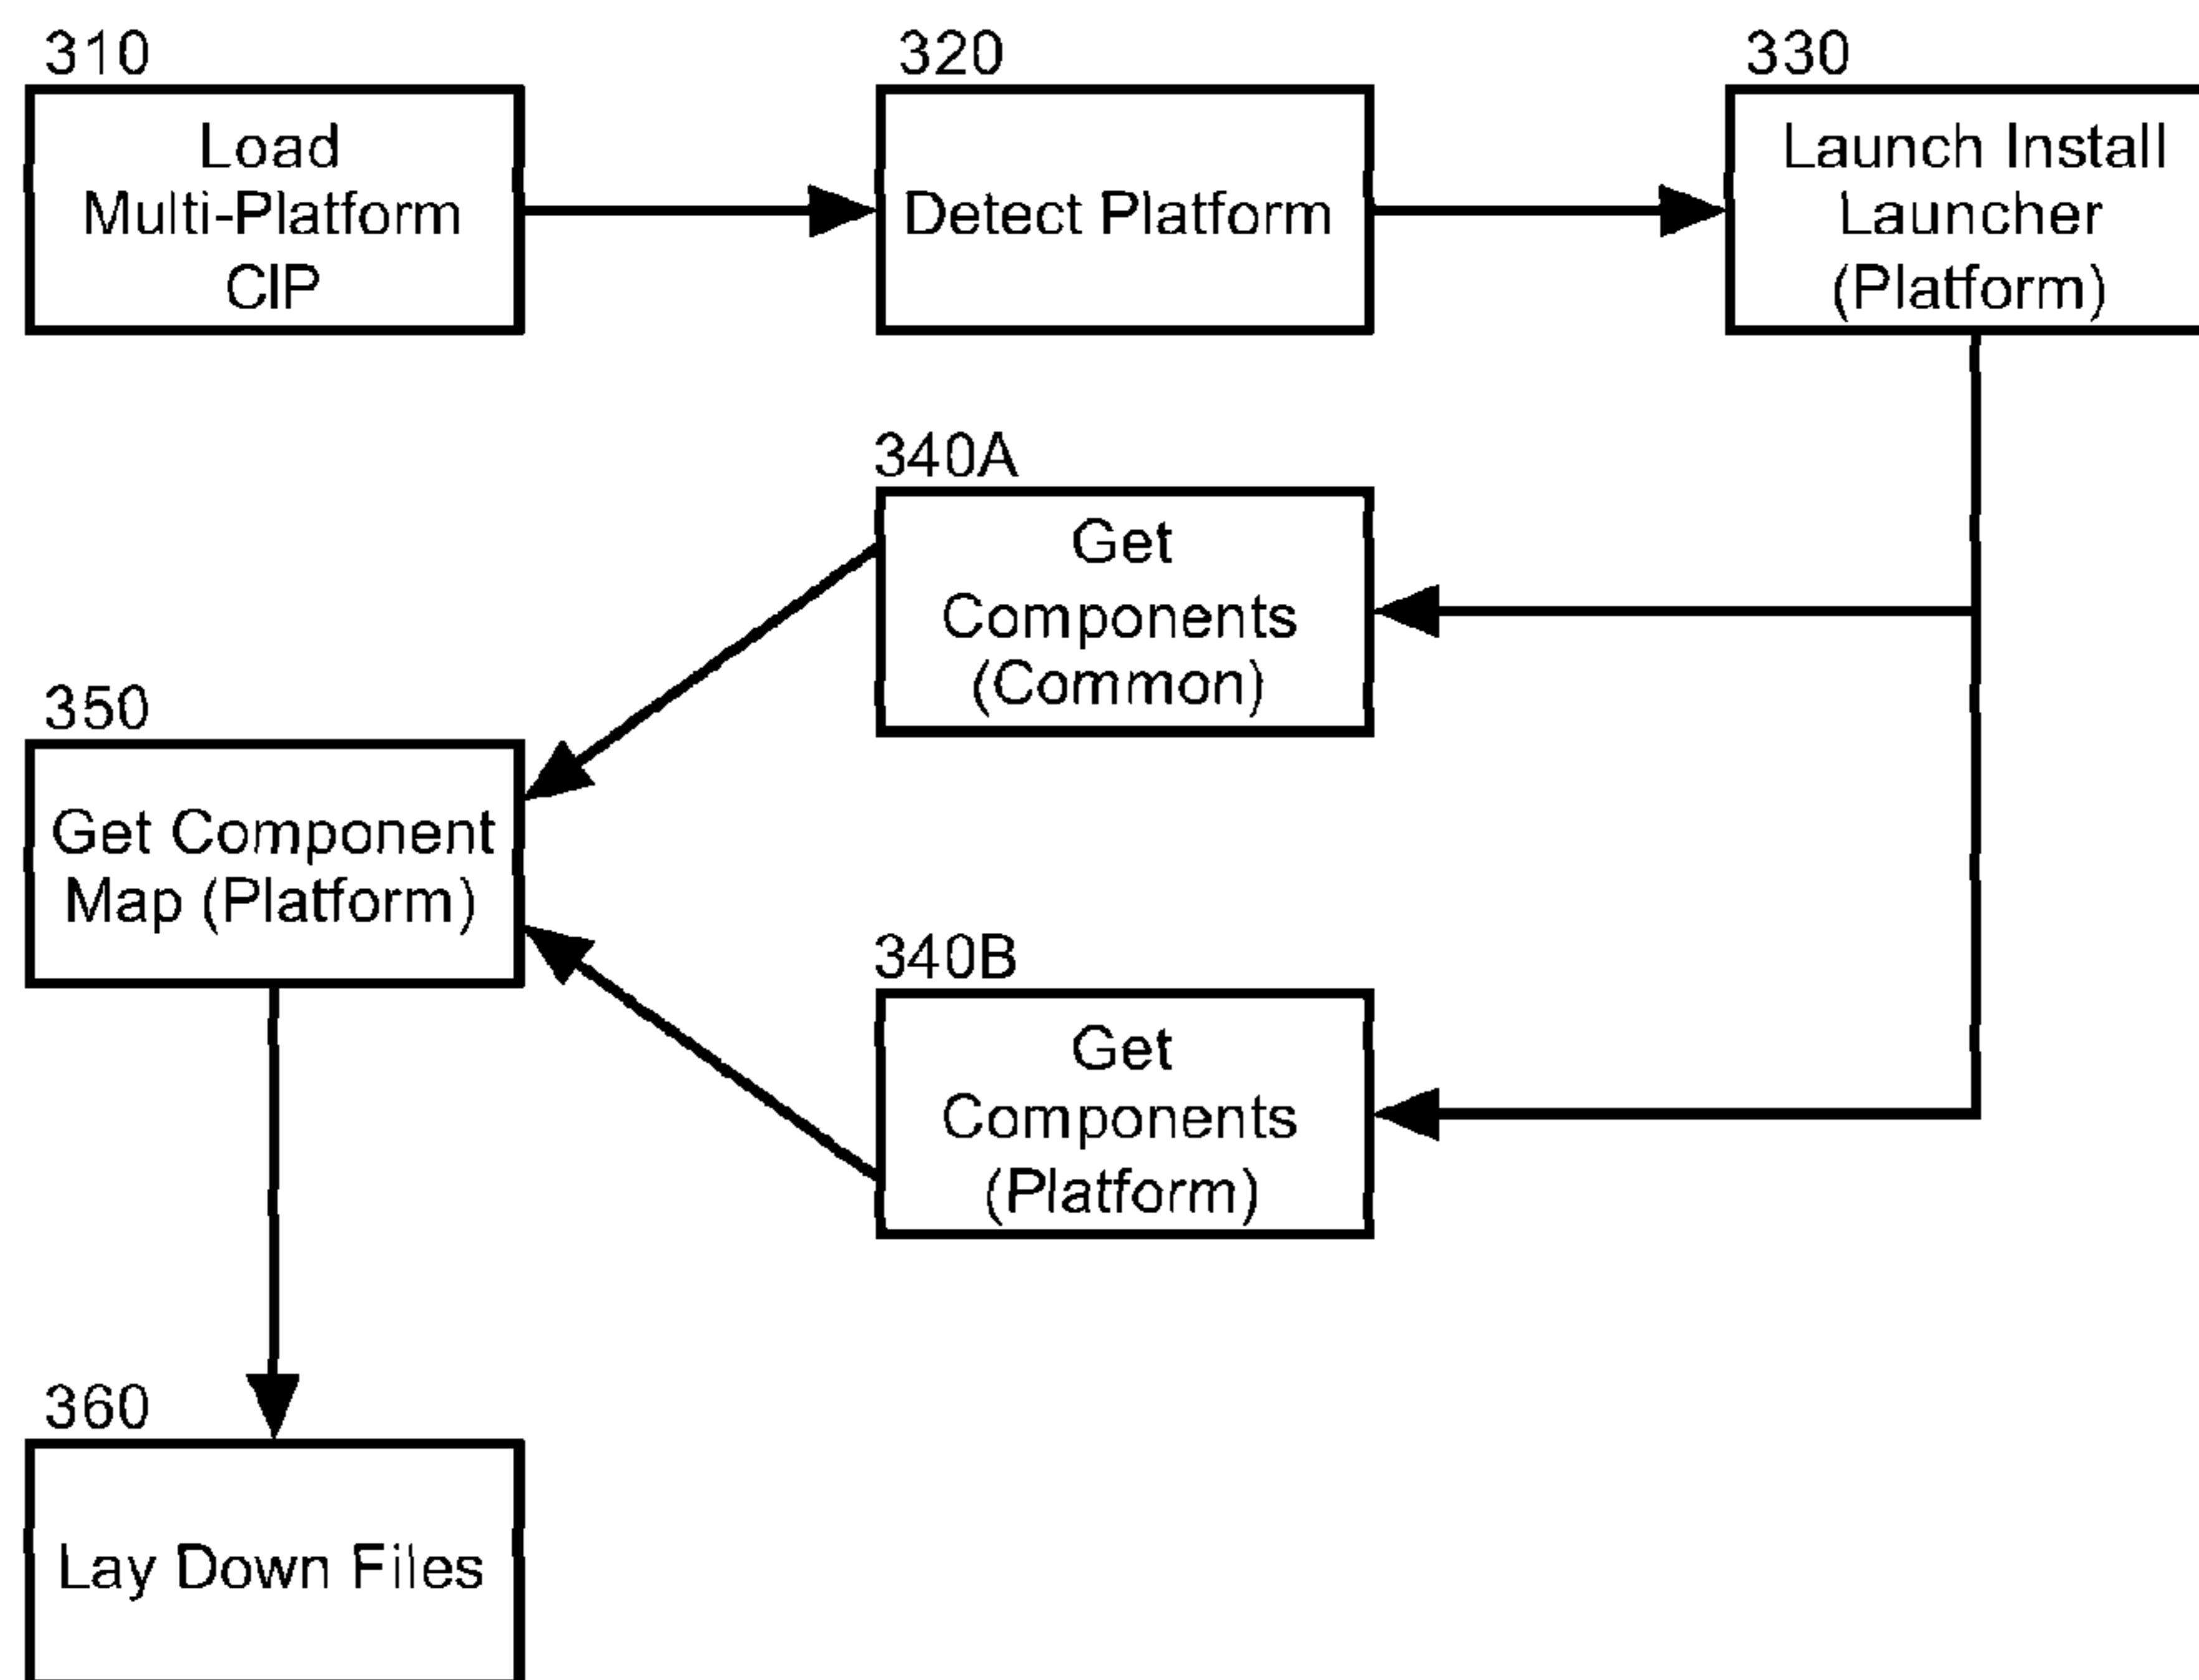 310
Load
Multi-Platform
CIP
320
Detect Platform
330
Launch Install
Launcher
(Platform)
340A
Get
Components
(Common)
350
Get Component
Map (Platform)
340B
Get
Components
(Platform)
360
Lay Down Files